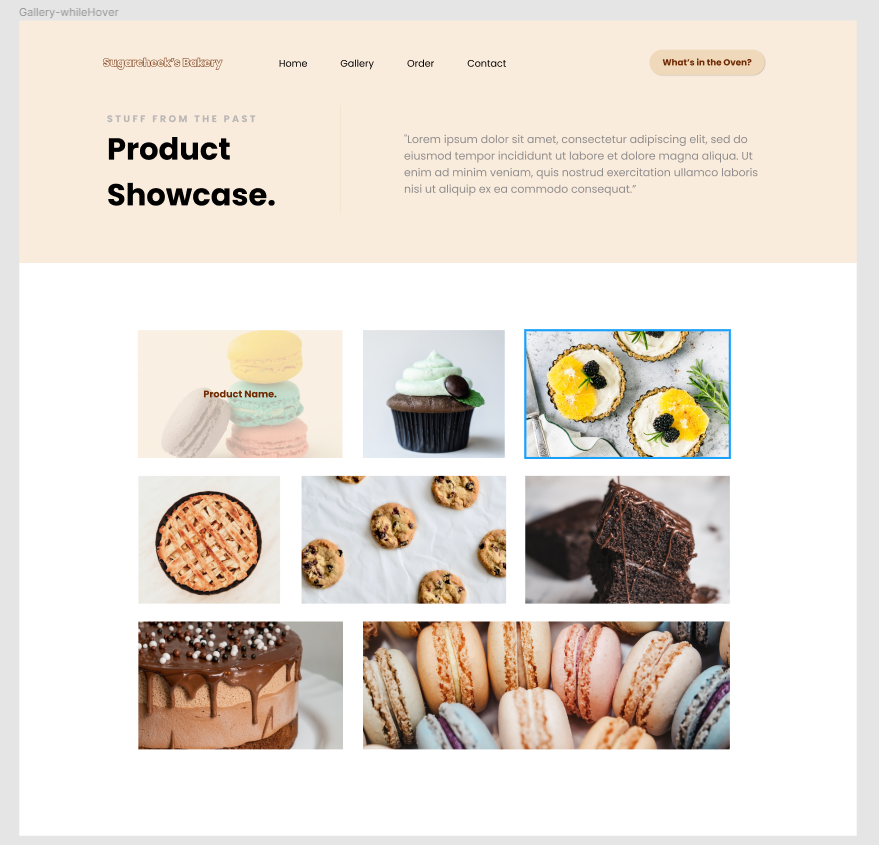 Gallery-whileHover
Sugarcheek's Bakery
Home
Gallery
Order
Contact
What's in the Oven?
STUFF FROM THE PAST
Product
Showcase.
"Lorem ipsum dolor sit amet, consectetur adipiscing elit, sed do
eiusmod tempor incididunt ut labore et dolore magna aliqua. Ut
enim ad minim veniam, quis nostrud exercitation ullamco laboris
nisi ut aliquip ex ea commodo consequat.”
Product Name.